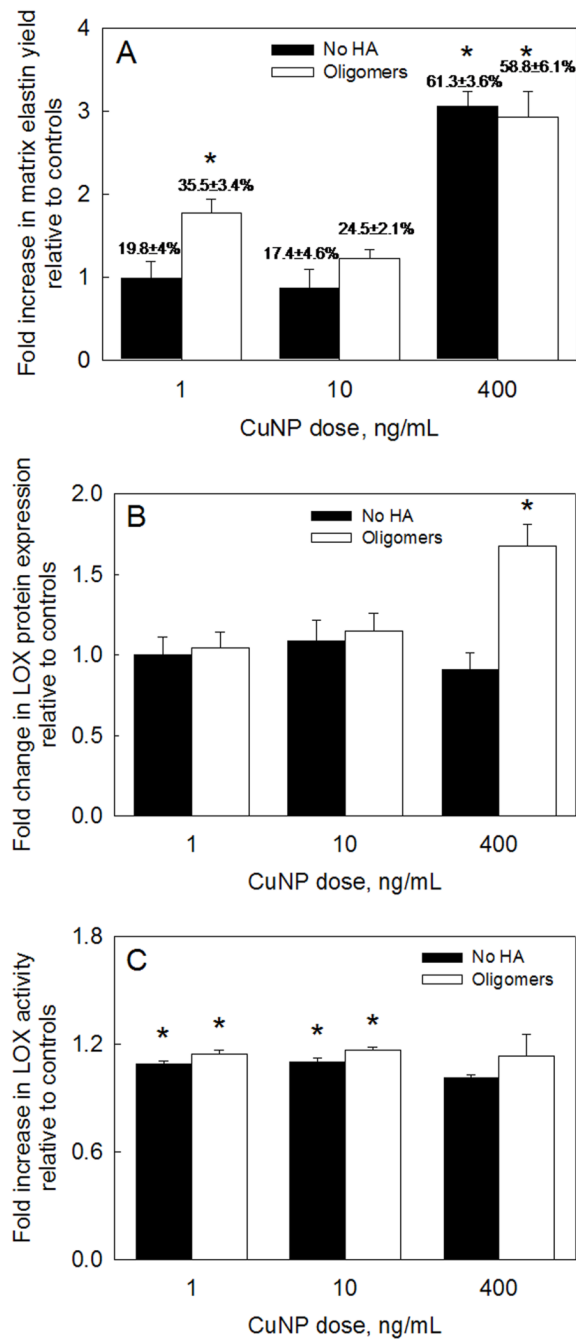 A
No HA
Oligomers
Fold increase in matrix elastin yield
relative to controls
4
3
2
1
0
19.8±4%
*
35.5±3.4%
17.4±4.6%
24.5±2.1%
*
61.3±3.6%
*
58.8±6.1%
1 10 400
CuNP dose, ng/mL
B
No HA
Oligomers
Fold change in LOX protein expression
relative to controls
2.0
1.5
1.0
0.5
0.0
*
1 10 400
CuNP dose, ng/mL
C
No HA
Oligomers
Fold increase in LOX activity
relative to controls
1.8
1.2
0.6
0.0
* * * *
1 10 400
CuNP dose, ng/mL